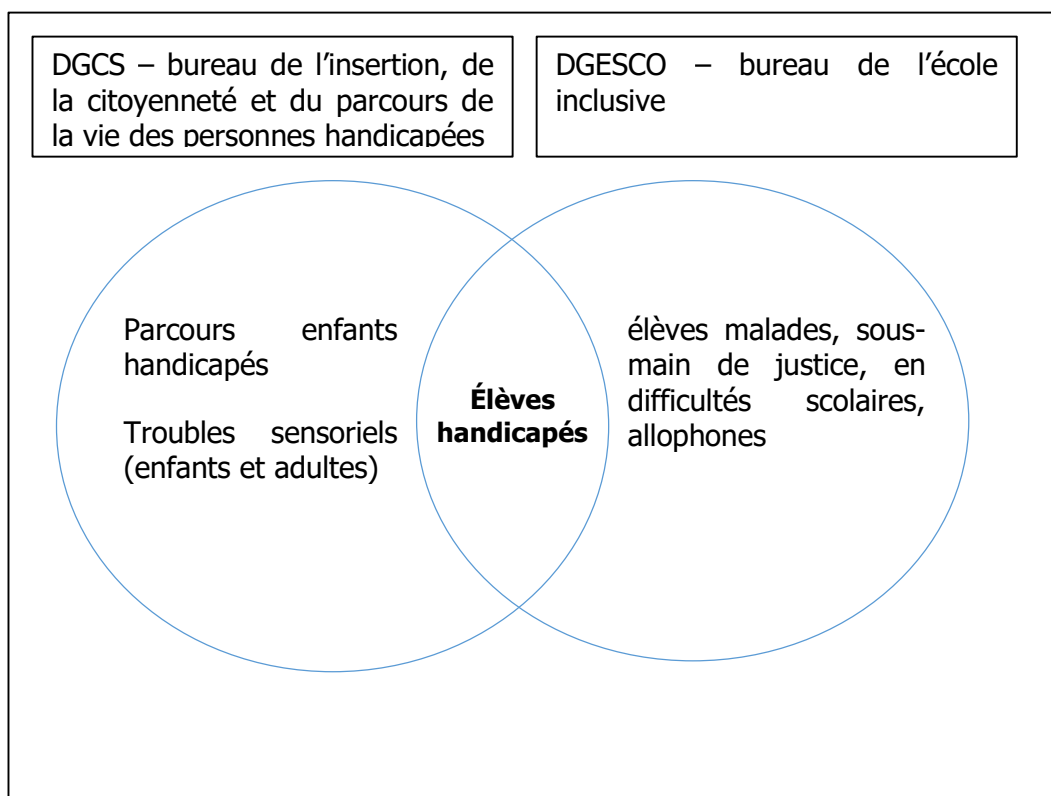 DGCS – bureau de l'insertion, de
la citoyenneté et du parcours de
la vie des personnes handicapées
DGESCO – bureau de l'école
inclusive
Parcours enfants
handicapés
Troubles sensoriels
(enfants et adultes)
Élèves
handicapés
élèves malades, sous-
main de justice, en
difficultés scolaires,
allophones